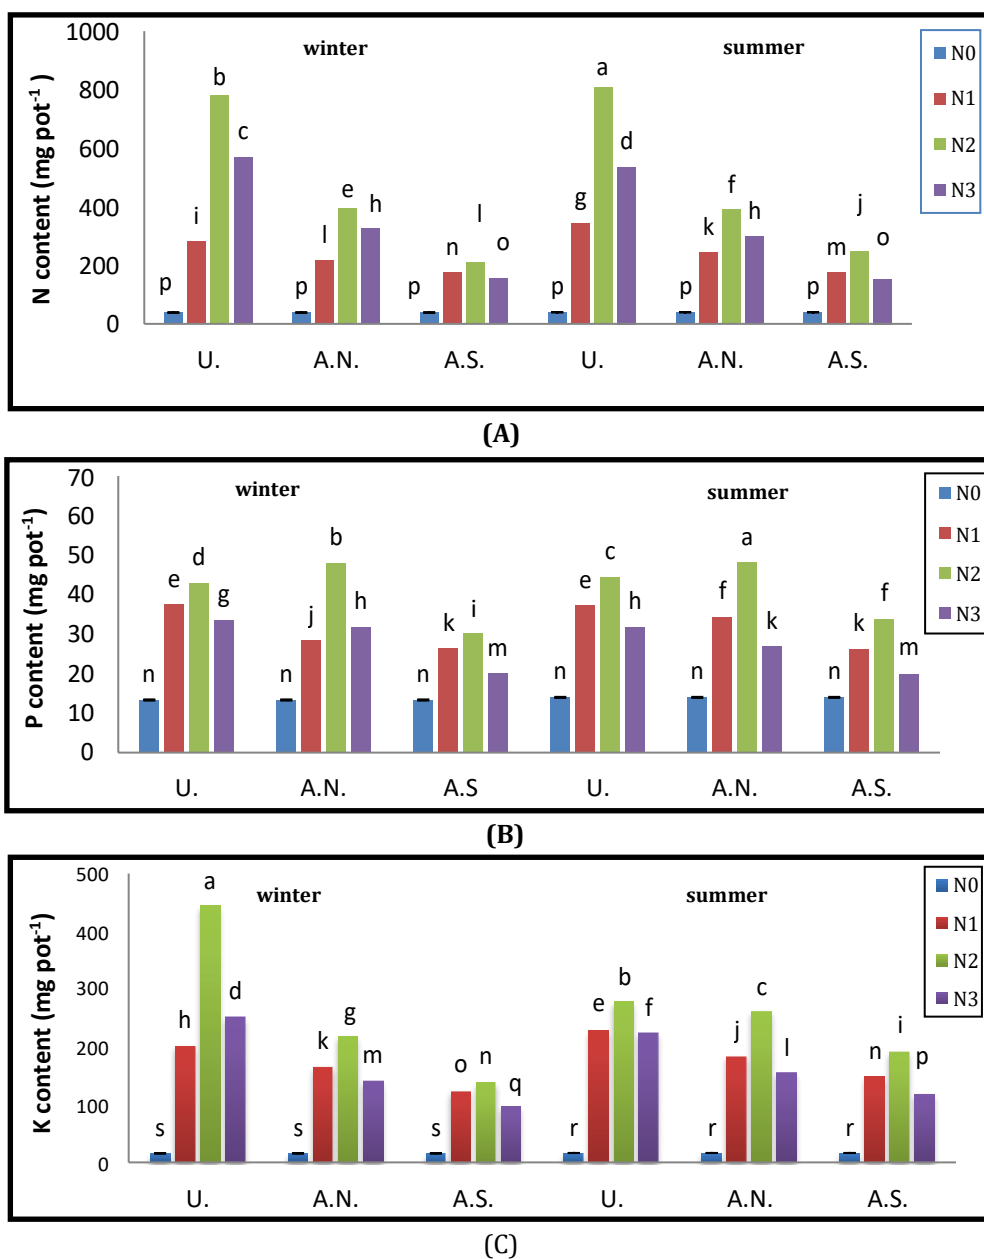 1000
800
600
400
200
0
N content (mg pot-1)
winter
summer
b
a
c
d
i
e
h
l
g
f
h
j
l
n
o
k
m
o
p
p
p
p
p
p
U.
A.N.
A.S.
U.
A.N.
A.S.
N0
N1
N2
N3
(A)
70
60
50
40
30
20
10
0
P content (mg pot-1)
winter
summer
n
e
d
g
n
j
b
h
n
k
i
m
n
e
c
h
n
f
a
k
n
k
f
m
U.
A.N.
A.S
U.
A.N.
A.S.
N0
N1
N2
N3
(B)
500
400
300
200
100
0
K content (mg pot-1)
winter
summer
s
h
a
d
s
k
g
m
s
o
n
q
r
e
b
f
r
j
c
l
r
n
i
p
U.
A.N.
A.S.
U.
A.N.
A.S.
N0
N1
N2
N3
(C)